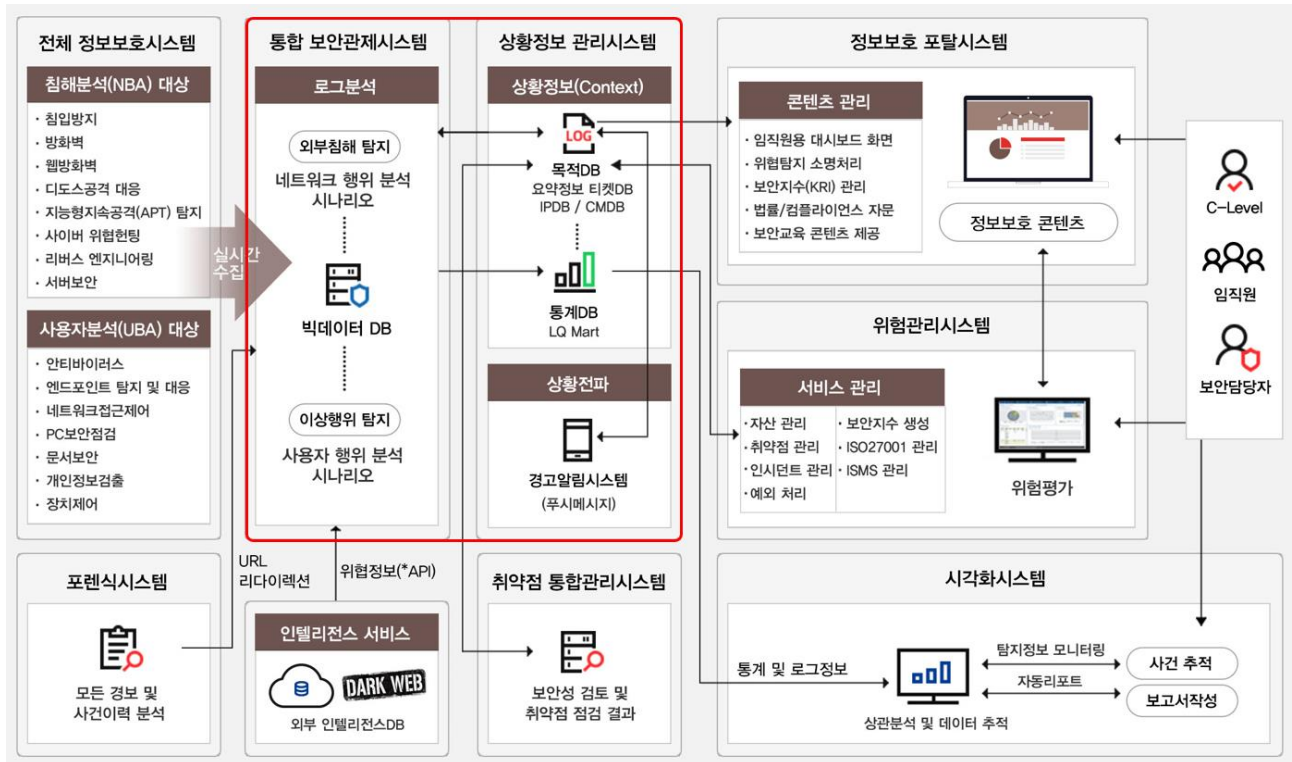 전체 정보보호시스템
침해분석(NBA) 대상
· 침입방지
· 방화벽
· 웹방화벽
· 디도스공격 대응
· 지능형지속공격(APT) 탐지
· 사이버 위협헌팅
· 리버스 엔지니어링
· 서버보안
실시간
수집
사용자분석(UBA) 대상
· 안티바이러스
· 엔드포인트 탐지 및 대응
· 네트워크접근제어
· PC보안점검
· 문서보안
· 개인정보검출
· 장치제어
통합 보안관제시스템
로그분석
외부침해 탐지
네트워크 행위 분석
시나리오
빅데이터 DB
이상행위 탐지
사용자 행위 분석
시나리오
상황정보 관리시스템
상황정보(Context)
LOG
목적DB
요약정보 티켓DB
IPDB / CMDB
통계DB
LQ Mart
상황전파
경고알림시스템
(푸시메시지)
정보보호 포탈시스템
콘텐츠 관리
· 임직원용 대시보드 화면
· 위협탐지 소명처리
· 보안지수(KRI) 관리
· 법률/컴플라이언스 자문
· 보안교육 콘텐츠 제공
정보보호 콘텐츠
위험관리시스템
서비스 관리
· 자산 관리
· 취약점 관리
· 인시던트 관리
· 예외 처리
· 보안지수 생성
· ISO27001 관리
· ISMS 관리
위험평가
C-Level
임직원
보안담당자
포렌식시스템
모든 경보 및
사건이력 분석
URL
리다이렉션
위협정보(*API)
인텔리전스 서비스
DARK WEB
외부 인텔리전스DB
취약점 통합관리시스템
보안성 검토 및
취약점 점검 결과
시각화시스템
통계 및 로그정보
상관분석 및 데이터 추적
탐지정보 모니터링
자동리포트
사건 추적
보고서작성